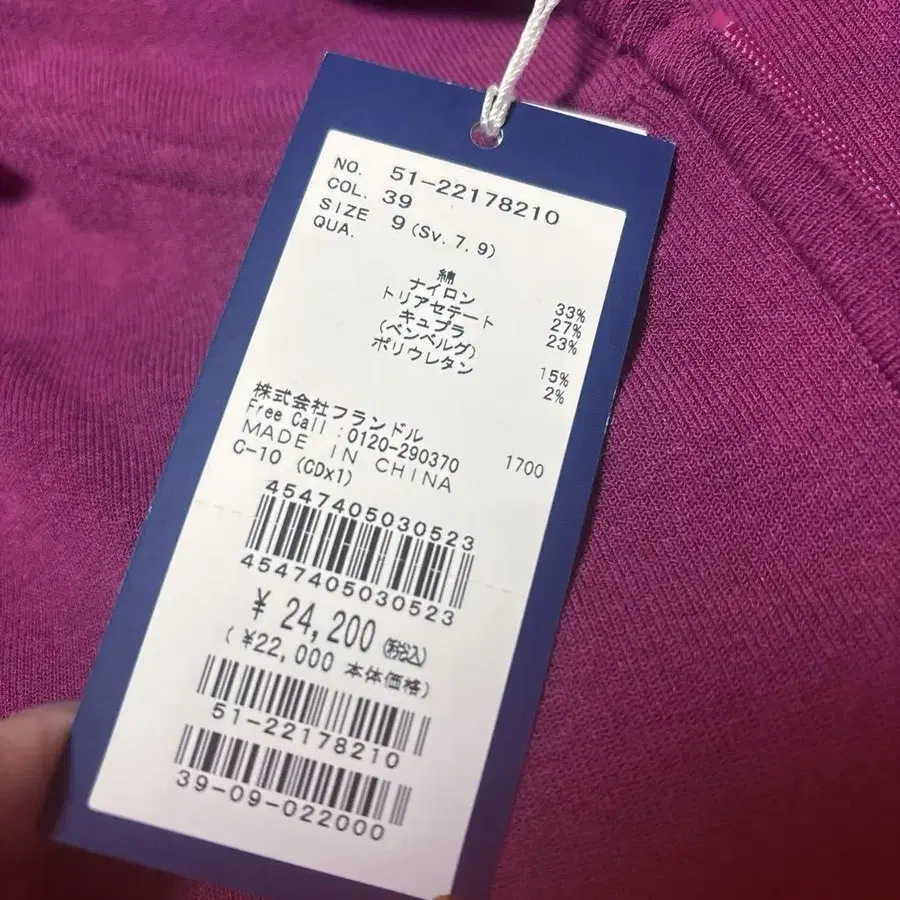 NO. 51-22178210
COL. 39
SIZE 9(Sv. 7, 9)
QUA.
綿 33%
ナイロン 27%
トリアセテート 23%
キュプラ
(ベンベルグ) 15%
ポリウレタン 2%
株式会社フランドル
Free Call :0120-290370
MADE IN CHINA 1700
C-10 (CDx1)
4547405030523
4547405030523
¥ 24,200 (税込)
( ¥22,000 本体価格)
51-22178210
39-09-022000